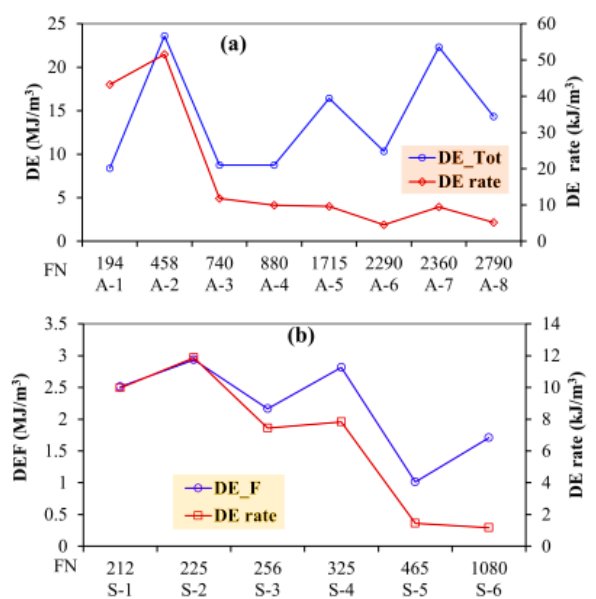 (a)
DE (MJ/m³)
25
20
15
10
5
0
DE rate (kJ/m³)
60
50
40
30
20
10
0
DE_Tot
DE rate
FN 194 458 740 880 1715 2290 2360 2790
A-1 A-2 A-3 A-4 A-5 A-6 A-7 A-8
(b)
DEF (MJ/m³)
3.5
3
2.5
2
1.5
1
0.5
0
DE rate (kJ/m³)
14
12
10
8
6
4
2
0
DE_F
DE rate
FN 212 225 256 325 465 1080
S-1 S-2 S-3 S-4 S-5 S-6